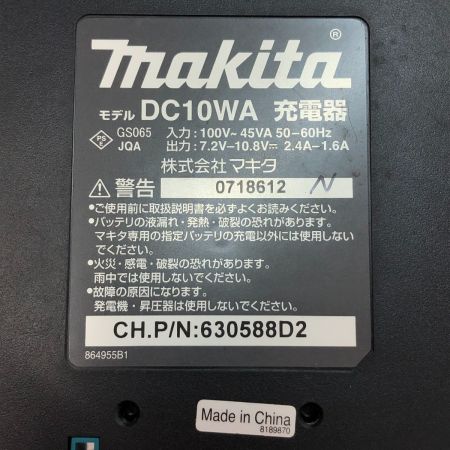 makita®
モデル DC10WA 充電器
PSE GS065 JQA 入力:100V~45VA 50-60Hz
出力:7.2V-10.8V⎓ 2.4A-1.6A
株式会社マキタ
⚠警告 0718612 N
●ご使用前に取扱説明書を必ずよくお読みください。
●バッテリの液漏れ・発熱・破裂の恐れがあります。
マキタ専用の指定バッテリの充電以外には使用しない
でください。
●火災・感電・破裂の恐れがあります。
雨中では使用しないでください。
●故障の原因になります。
発電機・昇圧器は使用しないでください。
CH.P/N:630588D2
864955B1
Made in China
8189870